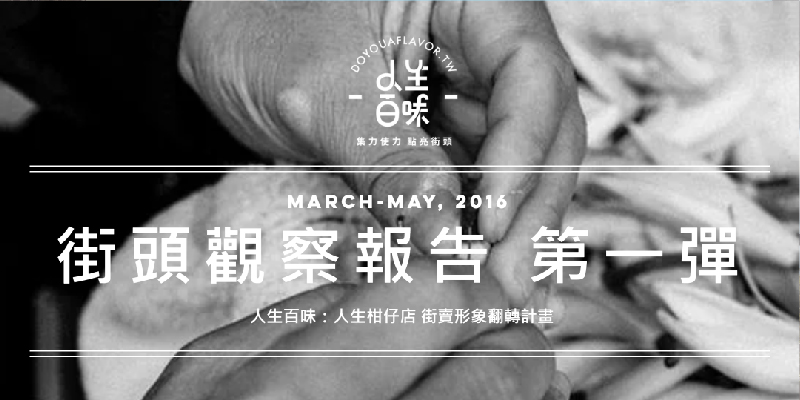 DOYOUAFLAVOR.TW
人生
百味
集力使力 點亮街頭
MARCH-MAY, 2016
街頭觀察報告 第一彈
人生百味：人生柑仔店 街賣形象翻轉計畫